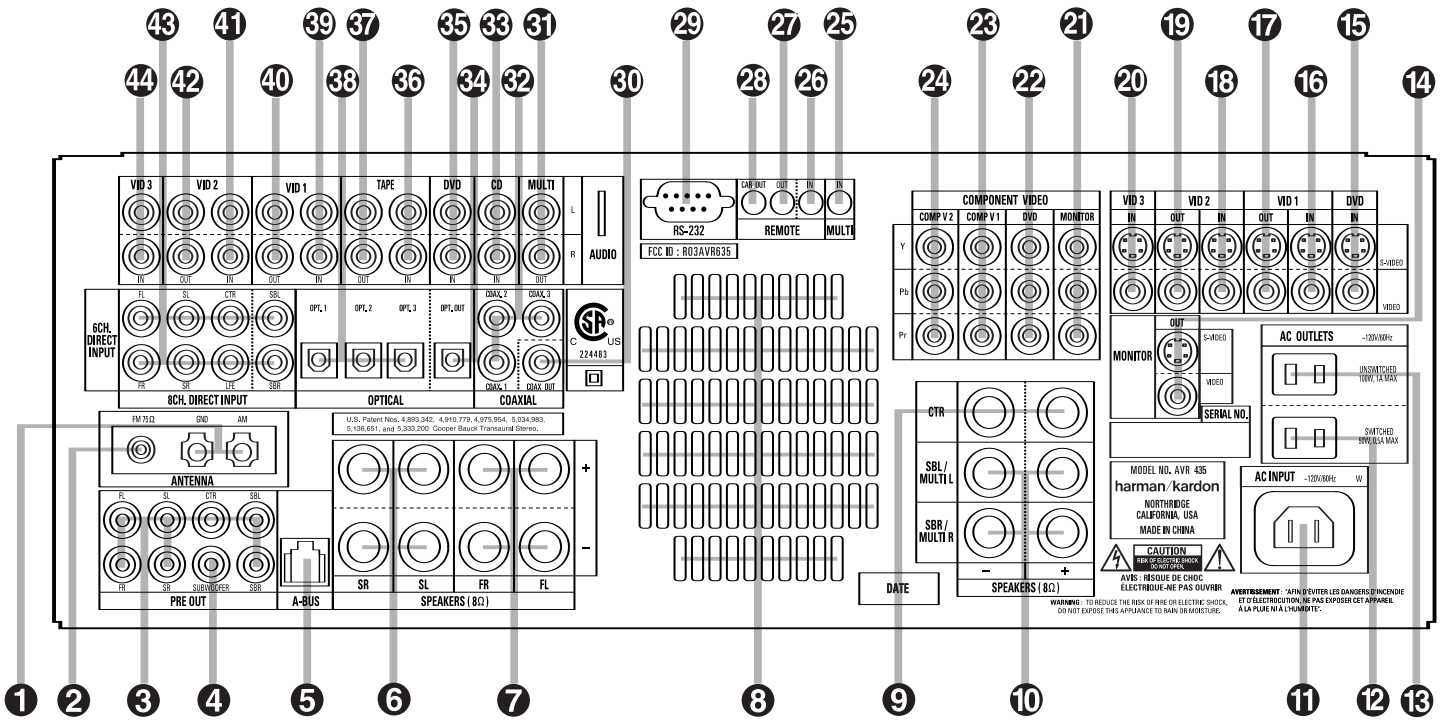 43 41 39 37 35 33 31 29 27 25 23 21 19 17 15
44 42 40 38 36 34 32 30 28 26 24 22 20 18 16 14
VID 3 VID 2 VID 1 TAPE DVD CD MULTI
L
R
AUDIO
IN OUT IN OUT IN OUT IN IN IN OUT
6CH. DIRECT INPUT
FL SL CTR SBL
FR SR LFE SBR
8CH. DIRECT INPUT
OPT. 1 OPT. 2 OPT. 3 OPT. OUT
OPTICAL
COAX. 2 COAX. 3
COAX. 1 COAX OUT
COAXIAL
C US
224483
RS-232
CAR.OUT OUT IN IN
REMOTE MULTI
FCC ID : RO3AVR635
COMPONENT VIDEO
COMP V 2 COMP V 1 DVD MONITOR
Y
Pb
Pr
VID 3 VID 2 VID 1 DVD
IN OUT IN OUT IN IN
S-VIDEO
VIDEO
MONITOR
OUT
S-VIDEO
VIDEO
SERIAL NO.
AC OUTLETS ~120V/60Hz
UNSWITCHED
100W, 1A MAX
SWITCHED
50W, 0.5A MAX
U.S. Patent Nos. 4,893,342, 4,910,779, 4,975,954, 5,034,983,
5,136,651, and 5,333,200 Cooper Bauck Transaural Stereo.
FM 75Ω GND AM
ANTENNA
FL SL CTR SBL
FR SR SUBWOOFER SBR
PRE OUT
A-BUS
+
−
SR SL FR FL
SPEAKERS ( 8Ω )
CTR
SBL /
MULTI L
SBR /
MULTI R
− +
SPEAKERS ( 8Ω )
DATE
MODEL NO. AVR 435
harman/kardon
NORTHRIDGE
CALIFORNIA, USA
MADE IN CHINA
AC INPUT ~120V/60Hz W
CAUTION
RISK OF ELECTRIC SHOCK
DO NOT OPEN.
AVIS : RISQUE DE CHOC
ÉLECTRIQUE-NE PAS OUVRIR
WARNING : TO REDUCE THE RISK OF FIRE OR ELECTRIC SHOCK,
DO NOT EXPOSE THIS APPLIANCE TO RAIN OR MOISTURE.
AVERTISSEMENT : "AFIN D'ÉVITER LES DANGERS D'INCENDIE
ET D'ÉLECTROCUTION, NE PAS EXPOSER CET APPAREIL
À LA PLUIE NI À L'HUMIDITE".
1 2 3 4 5 6 7 8 9 10 11 12 13